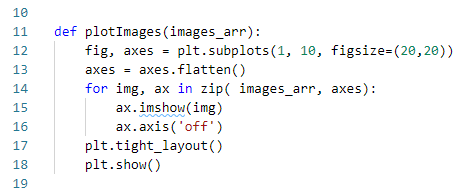 10
11 def plotImages(images_arr):
12     fig, axes = plt.subplots(1, 10, figsize=(20,20))
13     axes = axes.flatten()
14     for img, ax in zip( images_arr, axes):
15         ax.imshow(img)
16         ax.axis('off')
17     plt.tight_layout()
18     plt.show()
19